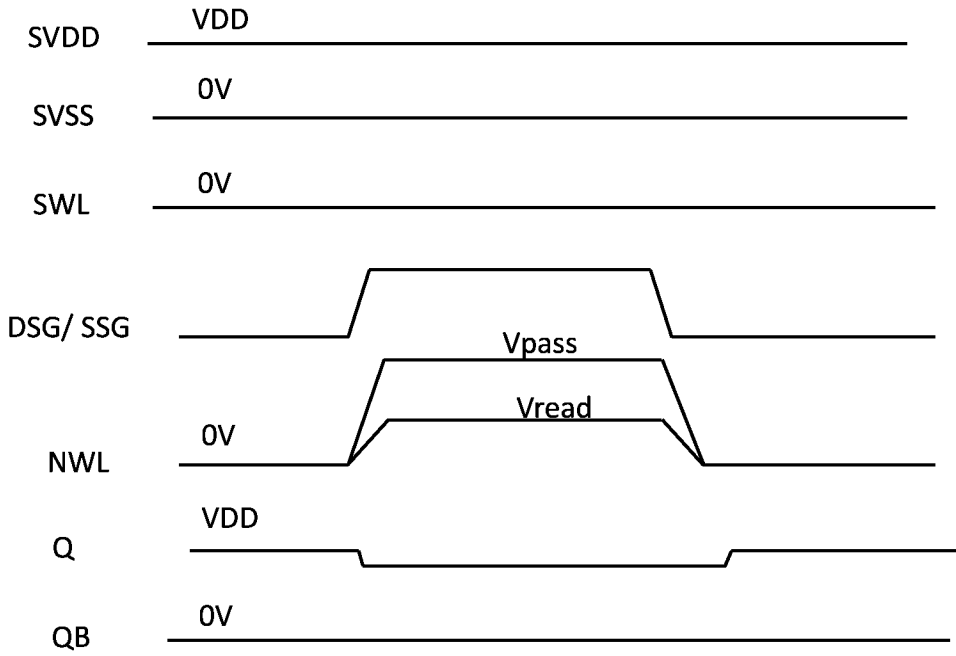 VDD
SVDD
0V
SVSS
0V
SWL
DSG/ SSG
Vpass
Vread
0V
NWL
VDD
Q
0V
QB